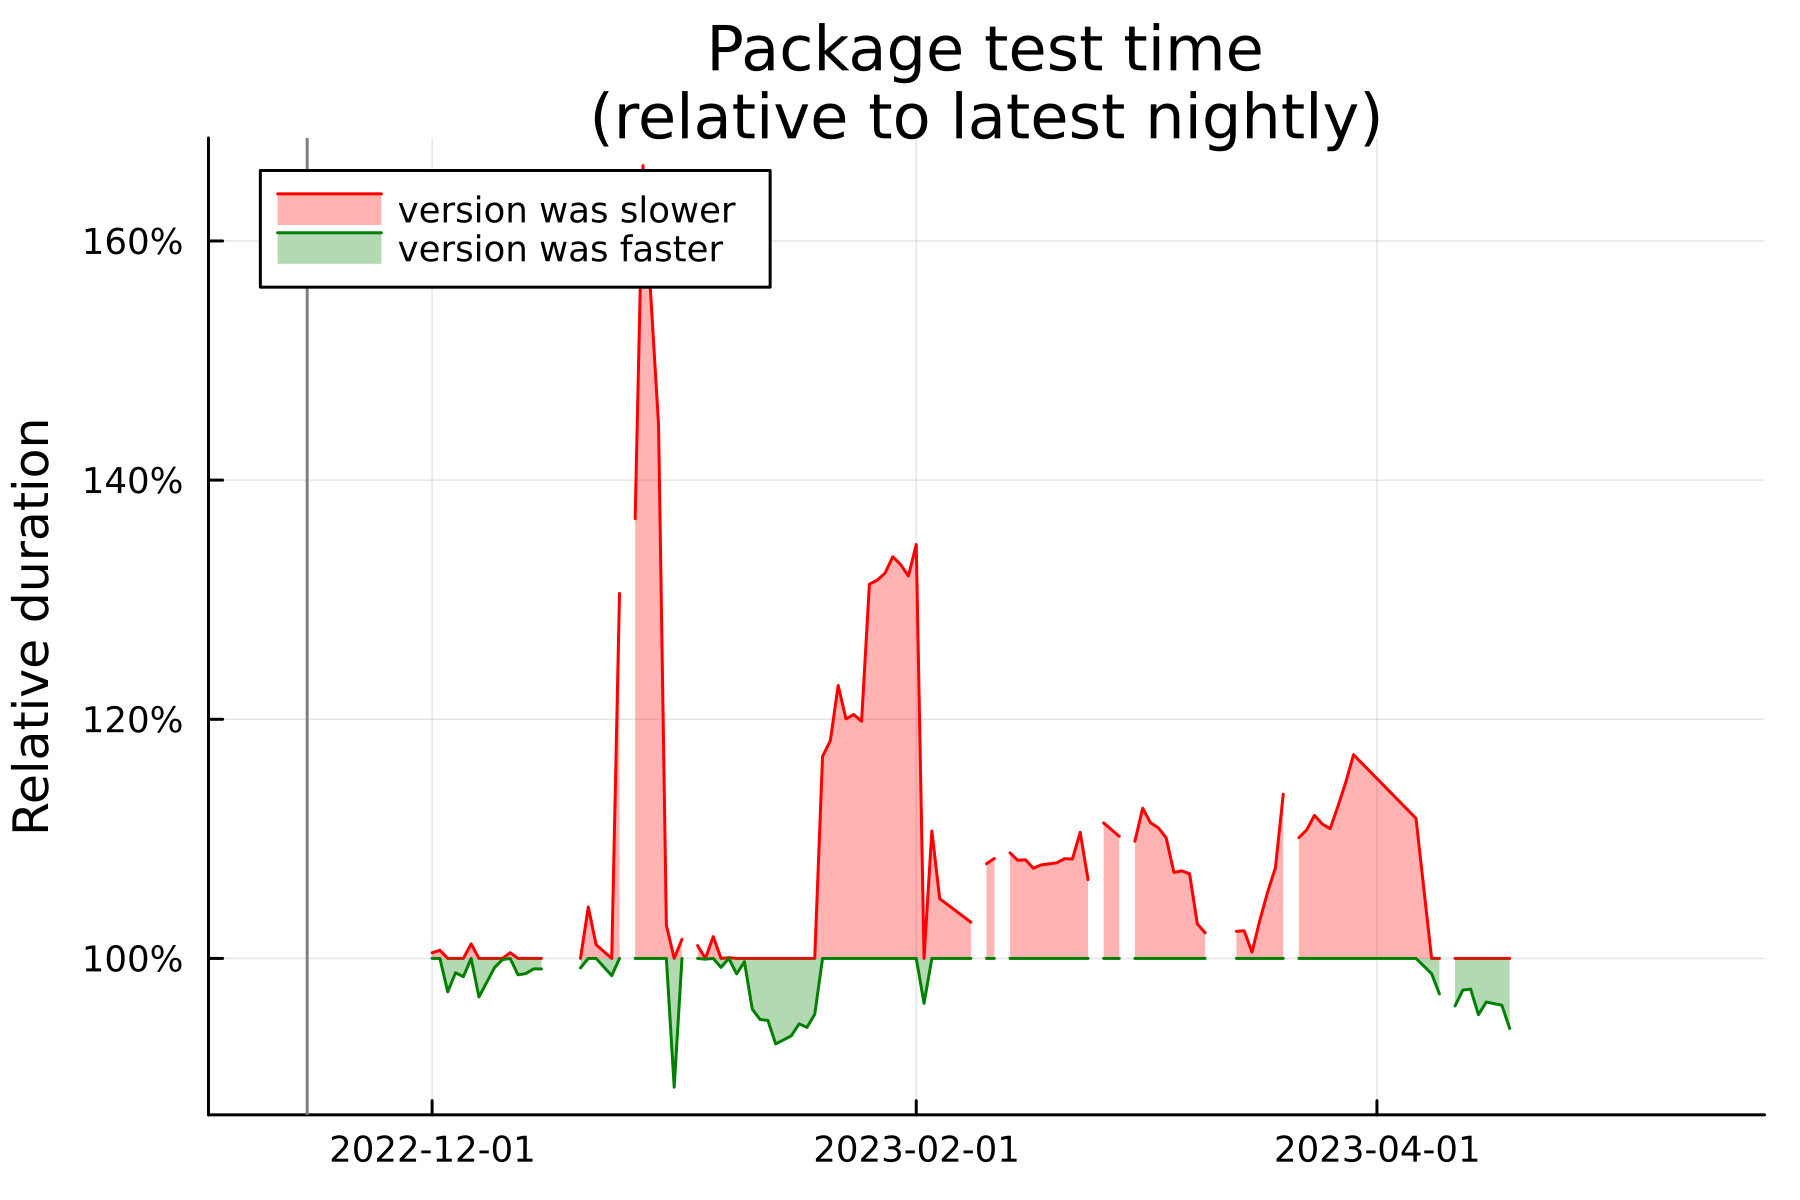 Package test time
(relative to latest nightly)
version was slower
version was faster
160%
140%
120%
100%
Relative duration
2022-12-01
2023-02-01
2023-04-01